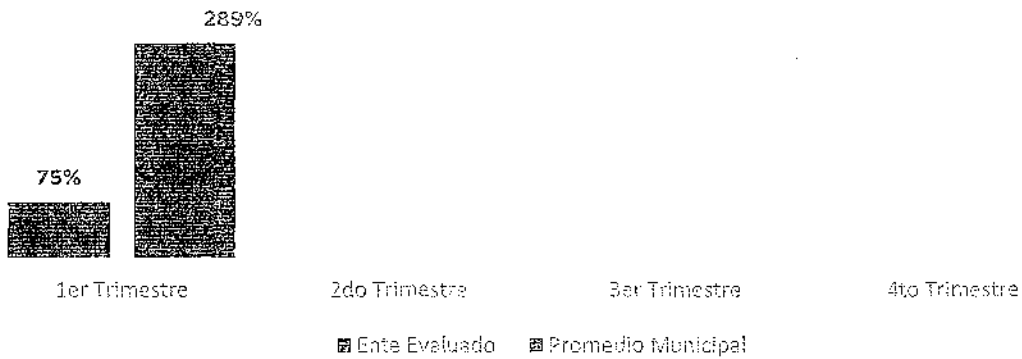 289%
75%
1er Trimestre 2do Trimestre 3er Trimestre 4to Trimestre
Ente Evaluado Promedio Municipal